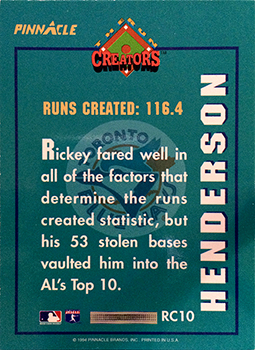 PINNACLE
RUN
CREATORS
RUNS CREATED: 116.4
TORONTO
Rickey fared well in
all of the factors that
determine the runs
created statistic, but
his 53 stolen bases
vaulted him into the
AL's Top 10.
HENDERSON
RC10
© 1994 PINNACLE BRANDS, INC. PRINTED IN U.S.A.